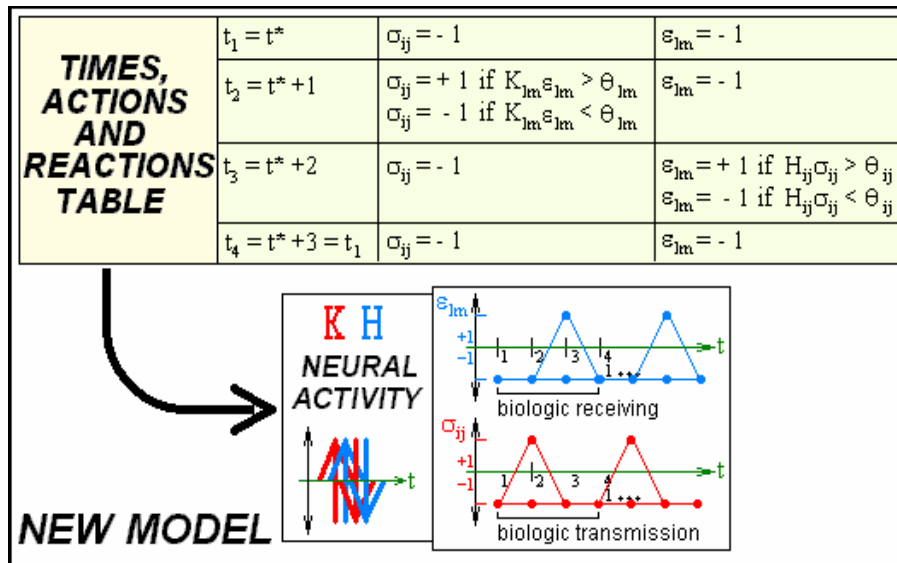 TIMES,
ACTIONS
AND
REACTIONS
TABLE
t₁ = t* σᵢⱼ = - 1 εₗₘ = - 1
t₂ = t* +1 σᵢⱼ = + 1 if Kₗₘεₗₘ > θₗₘ εₗₘ = - 1
σᵢⱼ = - 1 if Kₗₘεₗₘ < θₗₘ
t₃ = t* +2 σᵢⱼ = - 1 εₗₘ = + 1 if Hᵢⱼσᵢⱼ > θᵢⱼ
εₗₘ = - 1 if Hᵢⱼσᵢⱼ < θᵢⱼ
t₄ = t* +3 = t₁ σᵢⱼ = - 1 εₗₘ = - 1
K H
NEURAL
ACTIVITY
t
εₗₘ
+1
-1
1 2 3 4
1 ...
t
biologic receiving
σᵢⱼ
+1
-1
1 2 3 4
1 ...
t
biologic transmission
NEW MODEL